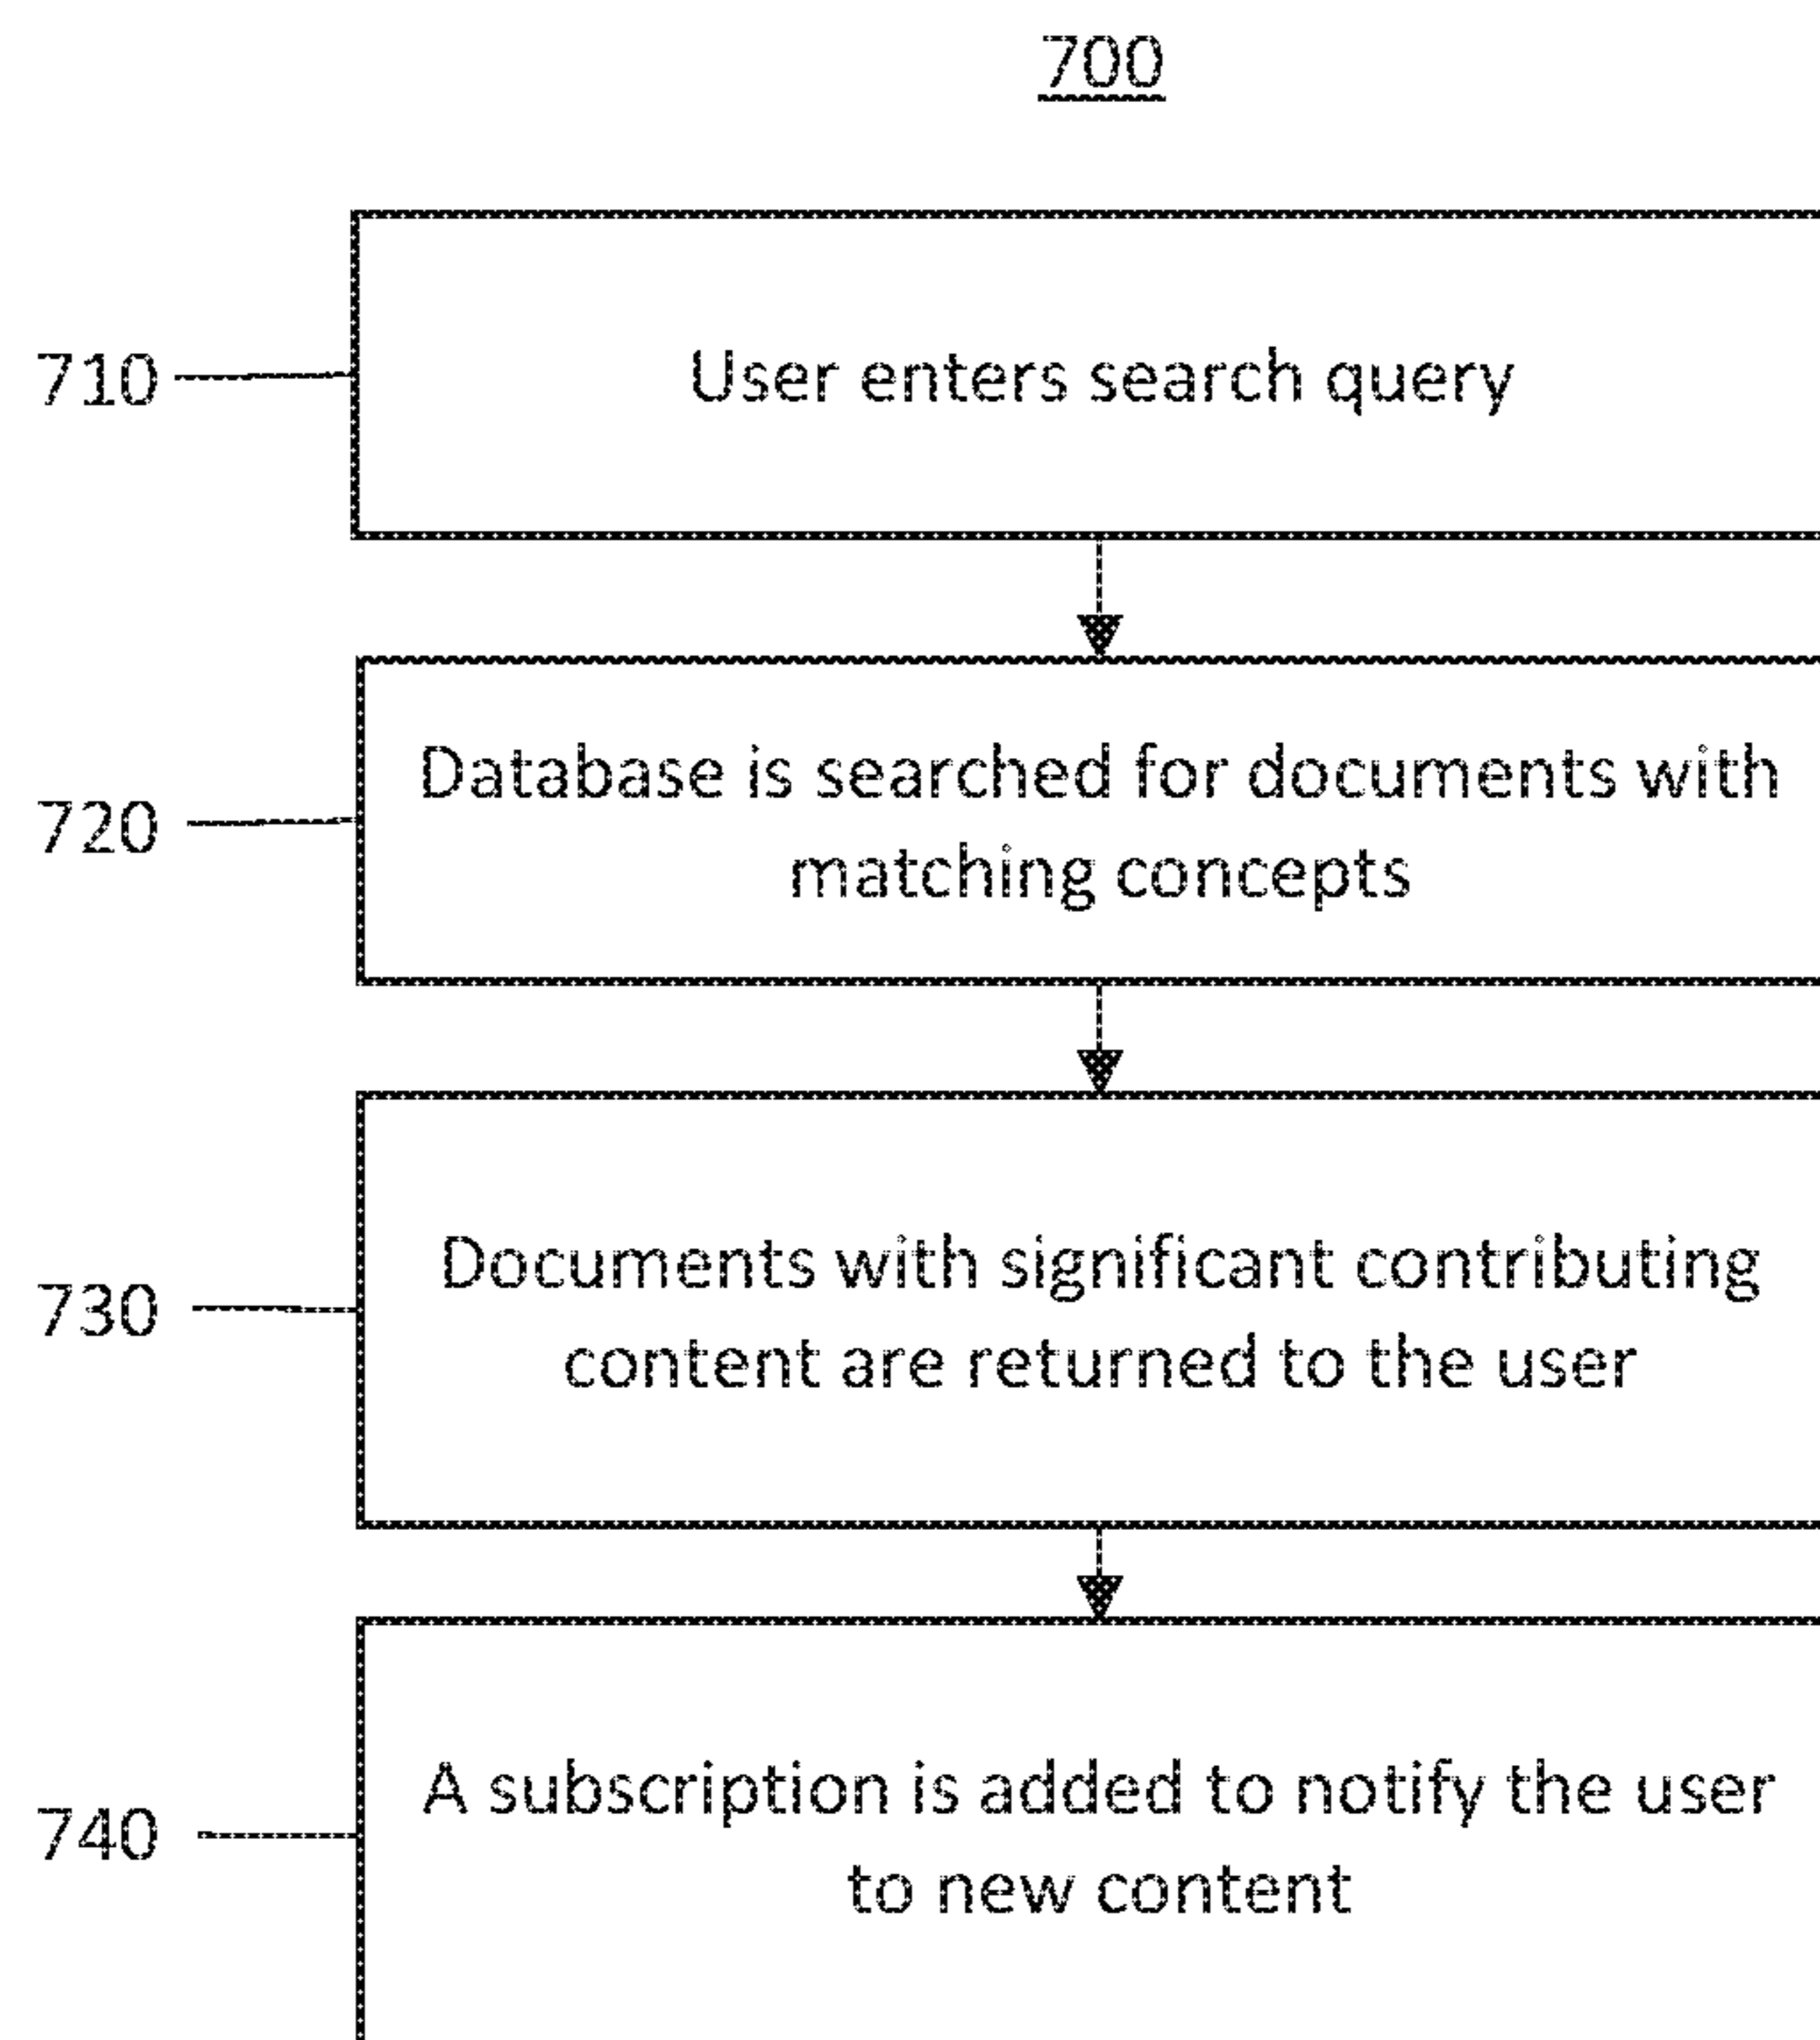 700
710
User enters search query
720
Database is searched for documents with
matching concepts
730
Documents with significant contributing
content are returned to the user
740
A subscription is added to notify the user
to new content